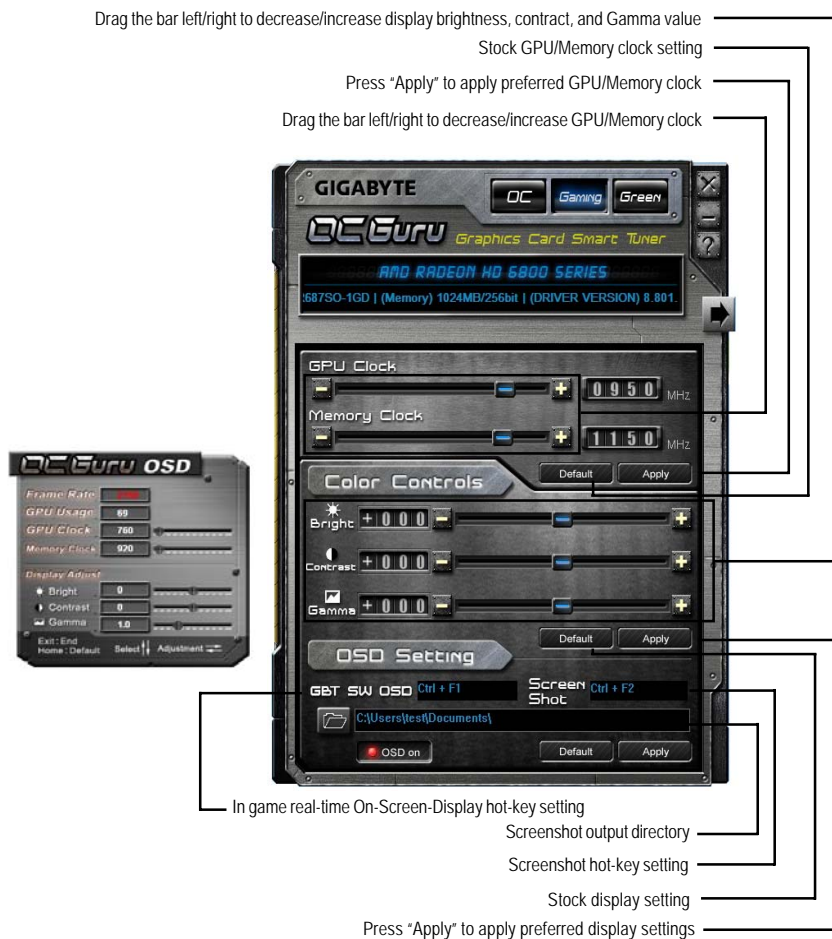 Drag the bar left/right to decrease/increase display brightness, contract, and Gamma value
Stock GPU/Memory clock setting
Press “Apply” to apply preferred GPU/Memory clock
Drag the bar left/right to decrease/increase GPU/Memory clock
GIGABYTE
OC
Gaming
Green
OC Guru
Graphics Card Smart Tuner
AMD RADEON HD 6800 SERIES
687SO-1GD | (Memory) 1024MB/256bit | (DRIVER VERSION) 8.801.
GPU Clock
0950 MHz
Memory Clock
1150 MHz
Default
Apply
Color Controls
Bright +000
Contrast +000
Gamma +000
Default
Apply
OSD Setting
GBT SW OSD Ctrl + F1
Screen Shot Ctrl + F2
C:\Users\test\Documents\
OSD on
Default
Apply
OC Guru OSD
Frame Rate
GPU Usage 69
GPU Clock 760
Memory Clock 920
Display Adjust
Bright 0
Contrast 0
Gamma 1.0
Exit : End
Home : Default
Select
Adjustment
In game real-time On-Screen-Display hot-key setting
Screenshot output directory
Screenshot hot-key setting
Stock display setting
Press “Apply” to apply preferred display settings